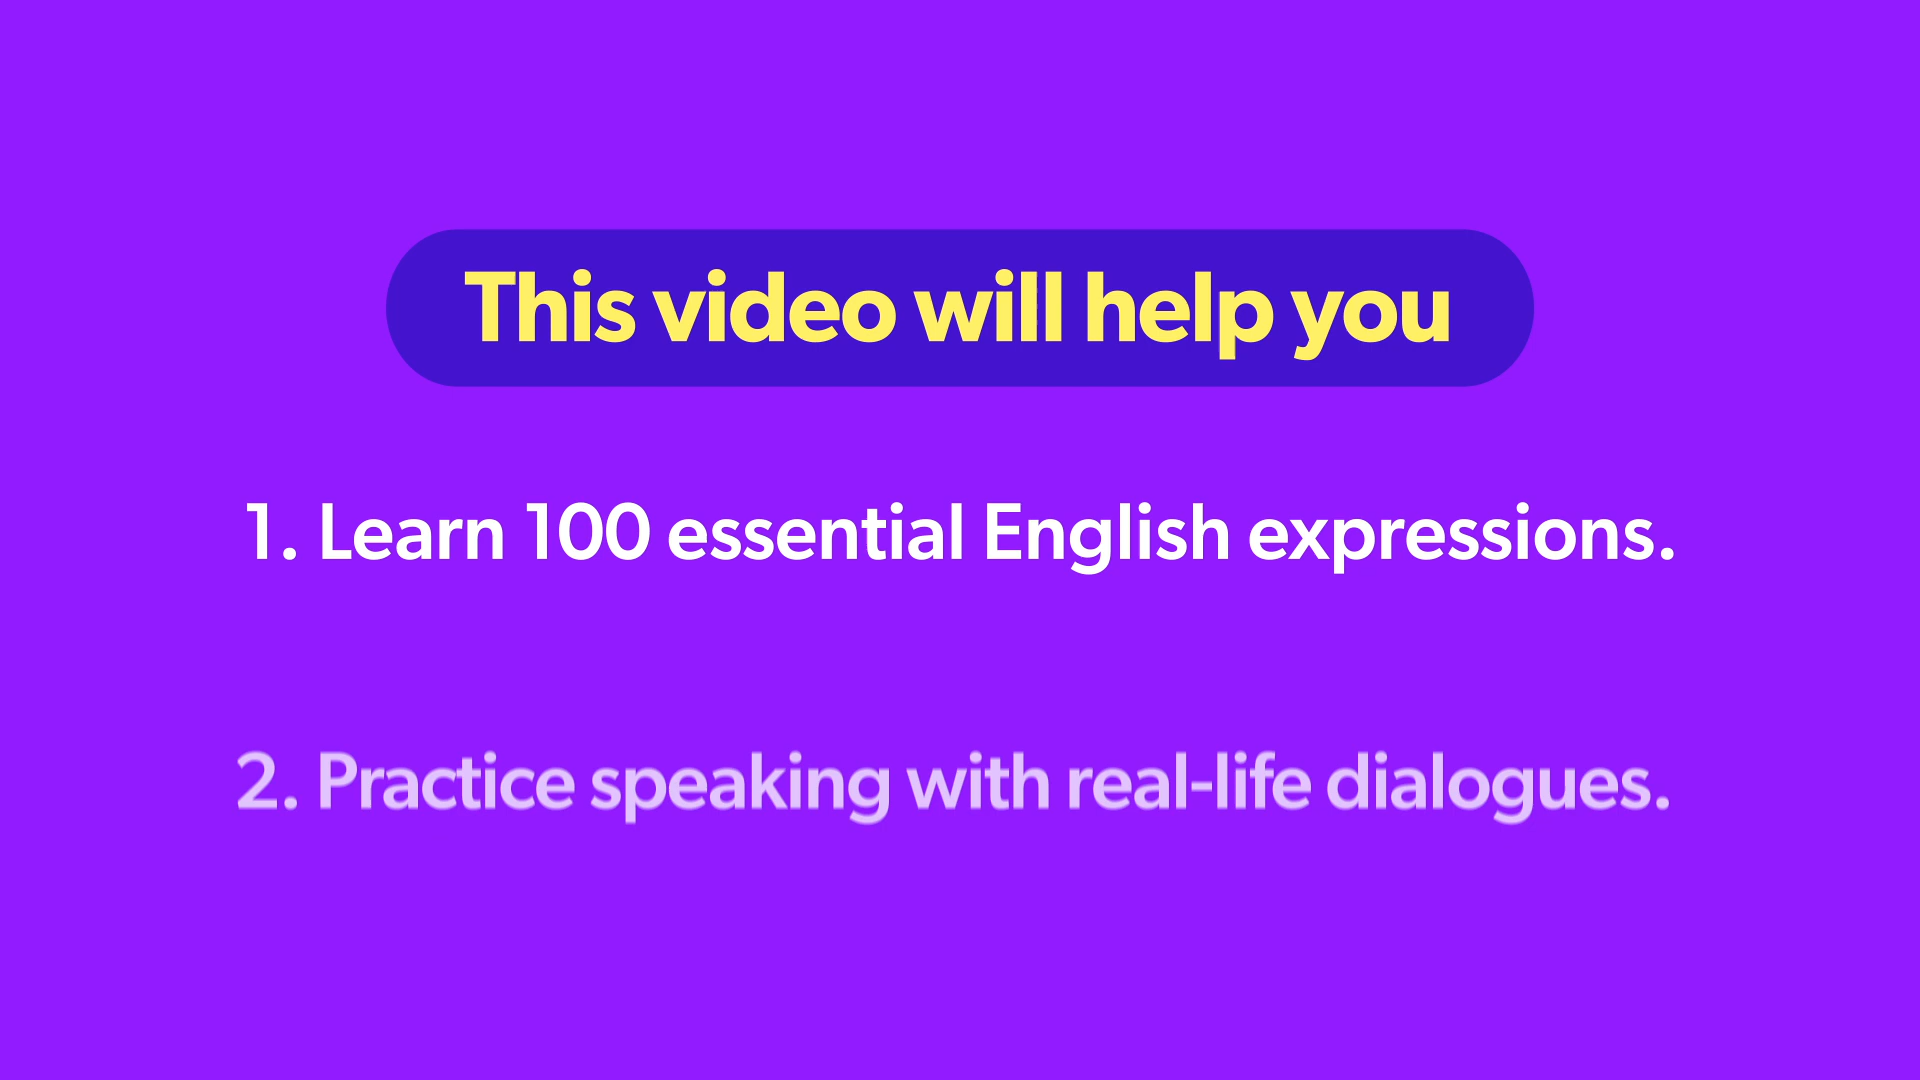 This video will help you
1. Learn 100 essential English expressions.
2. Practice speaking with real-life dialogues.